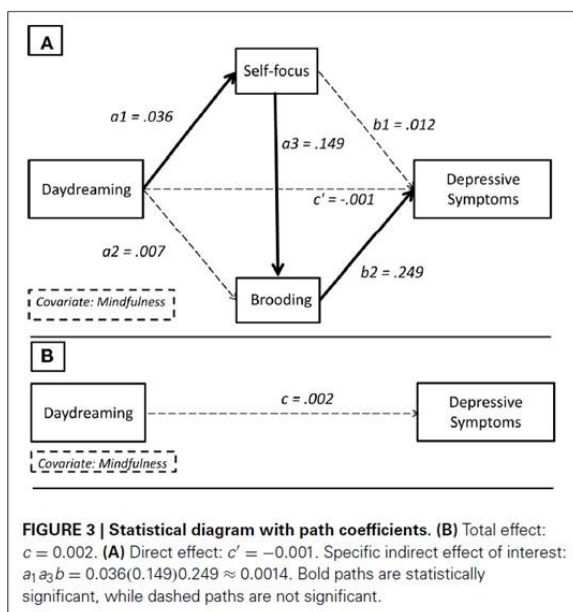 A
Self-focus
a1 = .036
b1 = .012
a3 = .149
Daydreaming
Depressive
Symptoms
c' = -.001
a2 = .007
b2 = .249
Covariate: Mindfulness
Brooding
B
c = .002
Daydreaming
Depressive
Symptoms
Covariate: Mindfulness
FIGURE 3 | Statistical diagram with path coefficients. (B) Total effect:
c = 0.002. (A) Direct effect: c′ = −0.001. Specific indirect effect of interest:
a₁a₃b = 0.036(0.149)0.249 ≈ 0.0014. Bold paths are statistically
significant, while dashed paths are not significant.